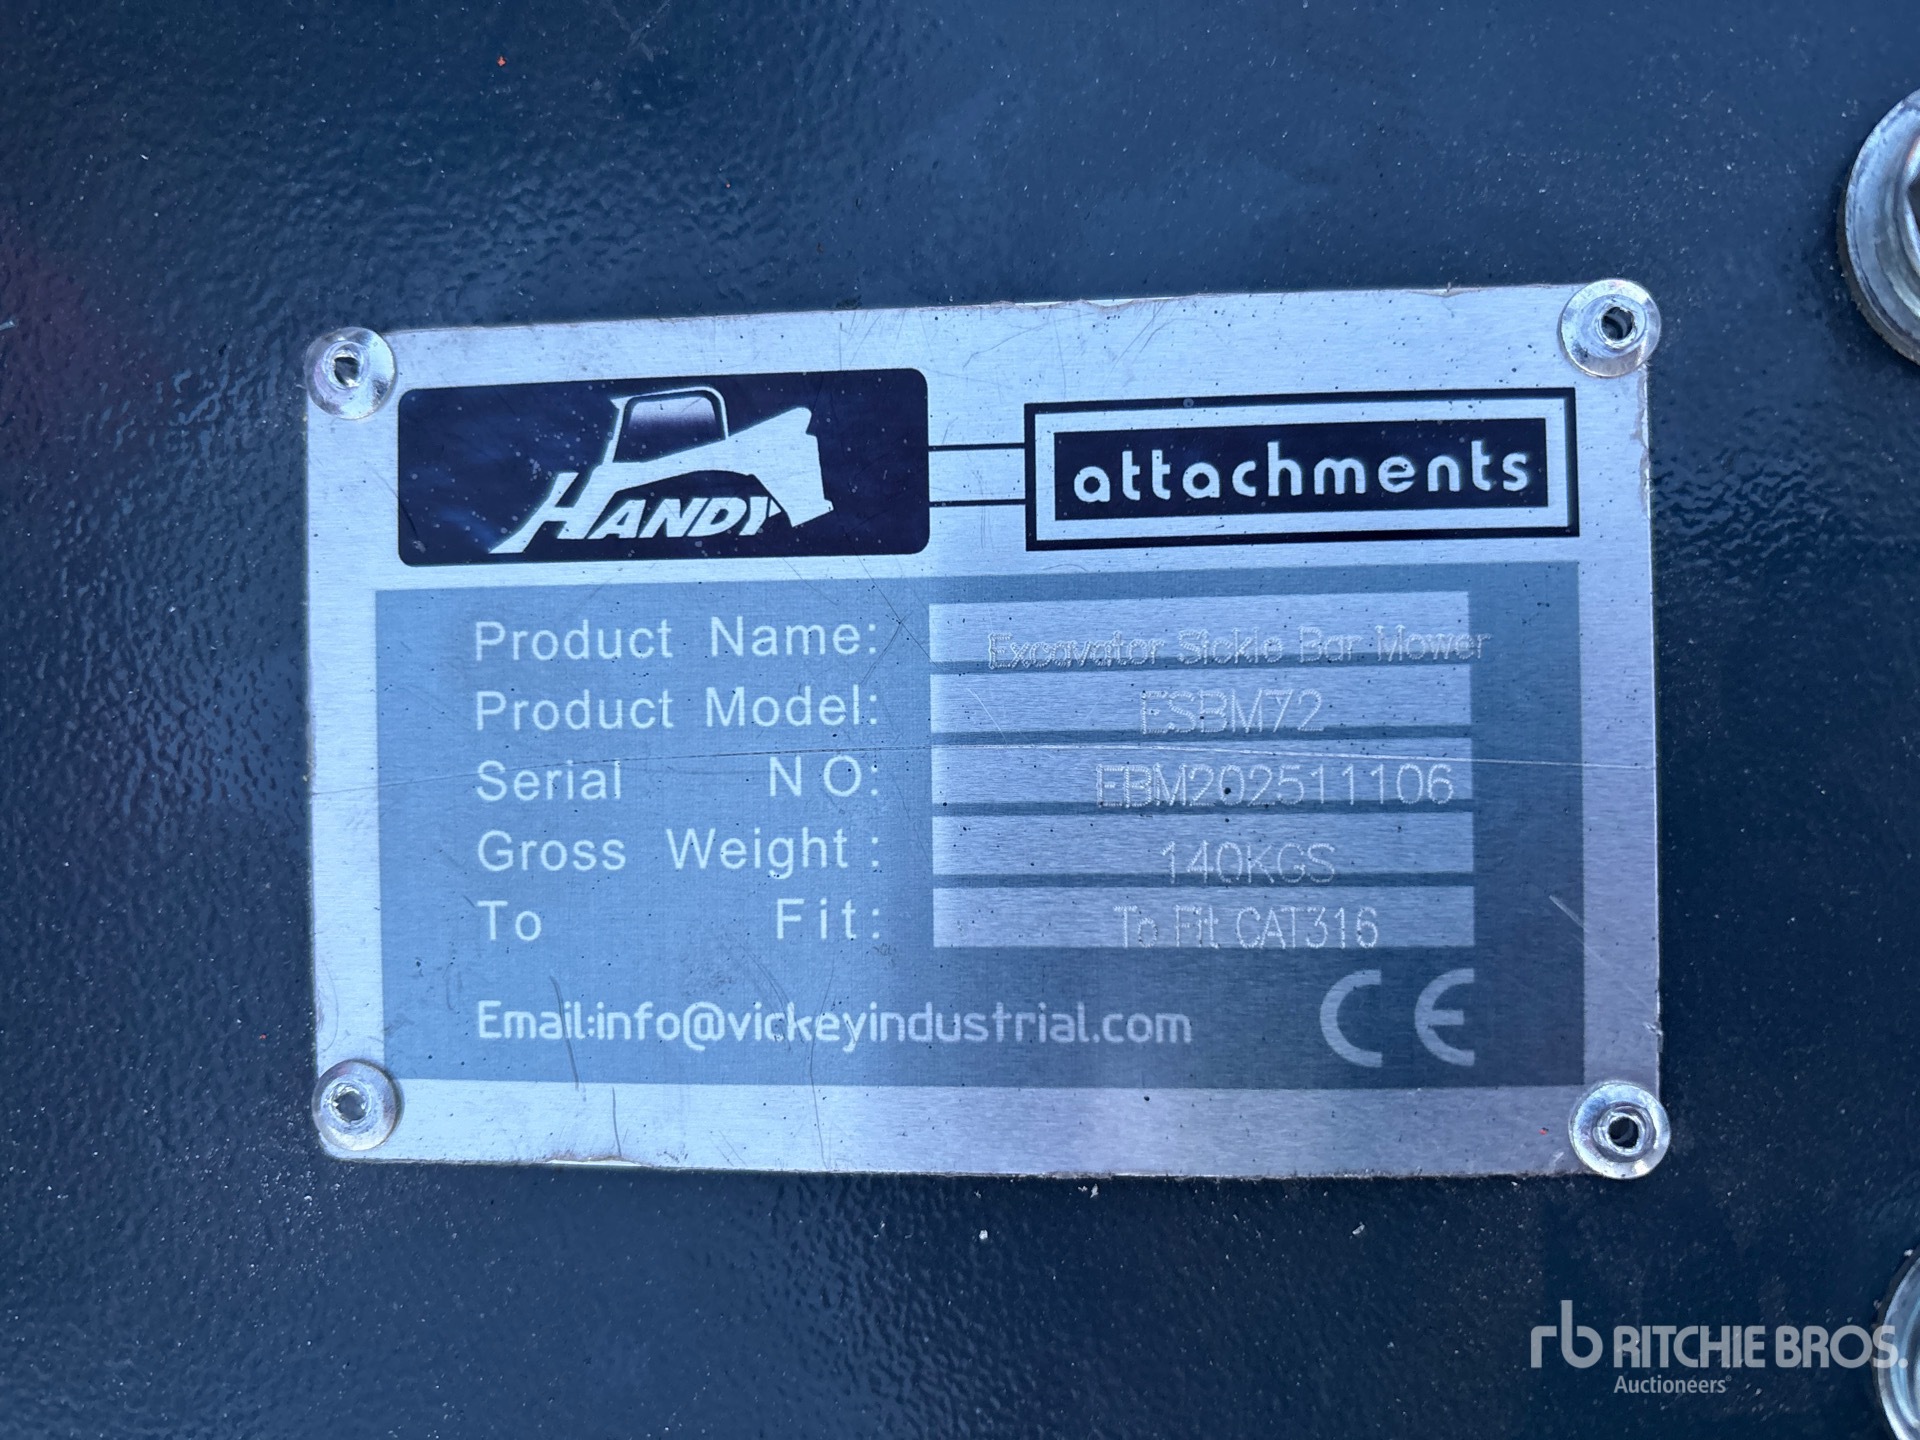 HANDY
attachments
Product Name: Excavator Sickle Bar Mower
Product Model: ESBM72
Serial NO: EBM202511106
Gross Weight: 140KGS
To Fit: To Fit CAT316
Email:info@vickeyindustrial.com
CE
rb RITCHIE BROS.
Auctioneers